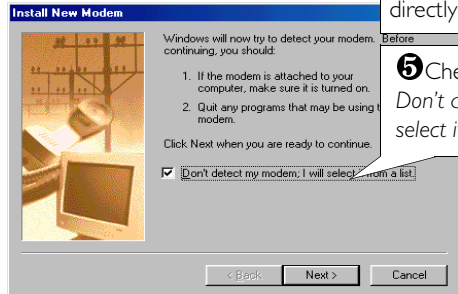 Install New Modem
directly
Windows will now try to detect your modem. Before
continuing, you should:
1. If the modem is attached to your
computer, make sure it is turned on.
2. Quit any programs that may be using
modem.
Click Next when you are ready to continue.
Don't detect my modem; I will select from a list.
❺ Che
Don't
select i
< Back
Next >
Cancel